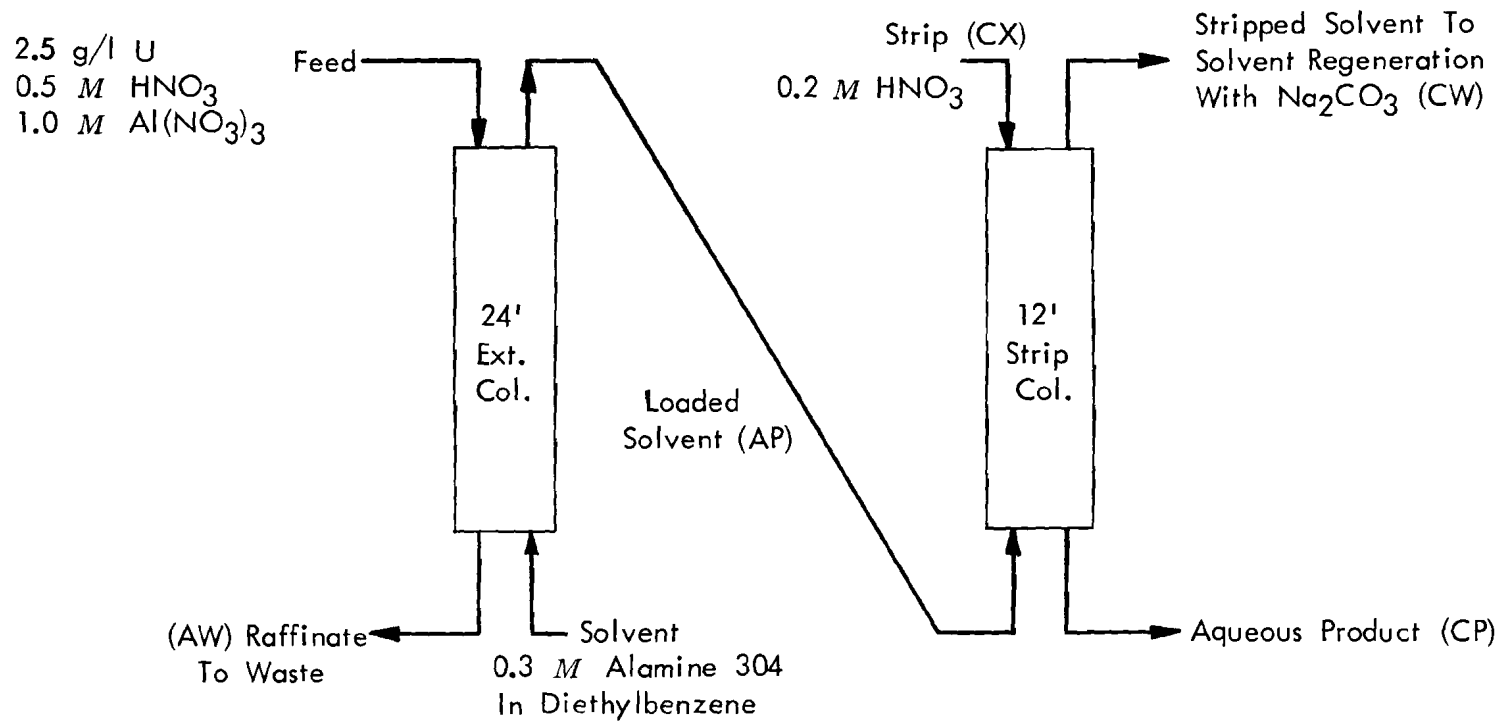 2.5 g/l U
0.5 M HNO3
1.0 M Al(NO3)3
Feed
24'
Ext.
Col.
(AW) Raffinate
To Waste
Solvent
0.3 M Alamine 304
In Diethylbenzene
Loaded
Solvent (AP)
Strip (CX)
0.2 M HNO3
12'
Strip
Col.
Stripped Solvent To
Solvent Regeneration
With Na2CO3 (CW)
Aqueous Product (CP)